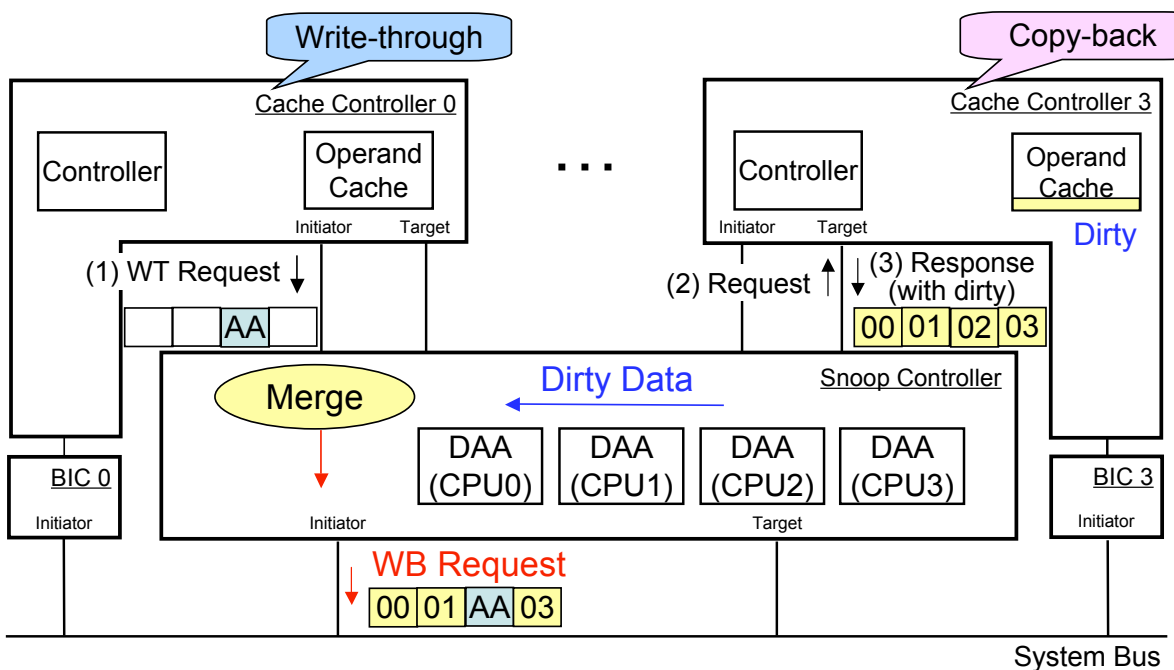 Write-through
Copy-back
Cache Controller 0
Cache Controller 3
Controller
Operand
Cache
. . .
Controller
Operand
Cache
Initiator
Target
Initiator
Target
Dirty
(1) WT Request
(2) Request
(3) Response
(with dirty)
AA
00 01 02 03
Merge
Dirty Data
Snoop Controller
DAA
(CPU0)
DAA
(CPU1)
DAA
(CPU2)
DAA
(CPU3)
BIC 0
Initiator
BIC 3
Initiator
Initiator
Target
WB Request
00 01 AA 03
System Bus